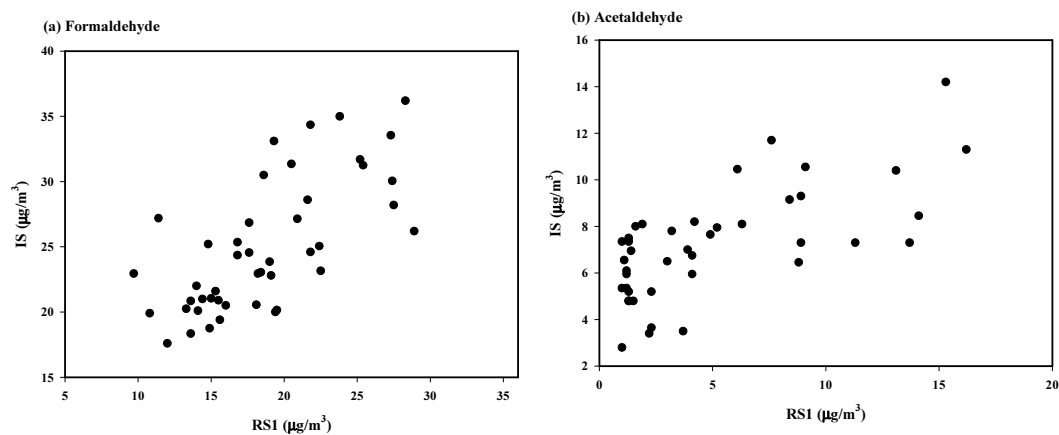 (a) Formaldehyde
40
35
30
25
20
15
IS (μg/m³)
5 10 15 20 25 30 35
RS1 (μg/m³)
(b) Acetaldehyde
16
14
12
10
8
6
4
2
IS (μg/m³)
0 5 10 15 20
RS1 (μg/m³)